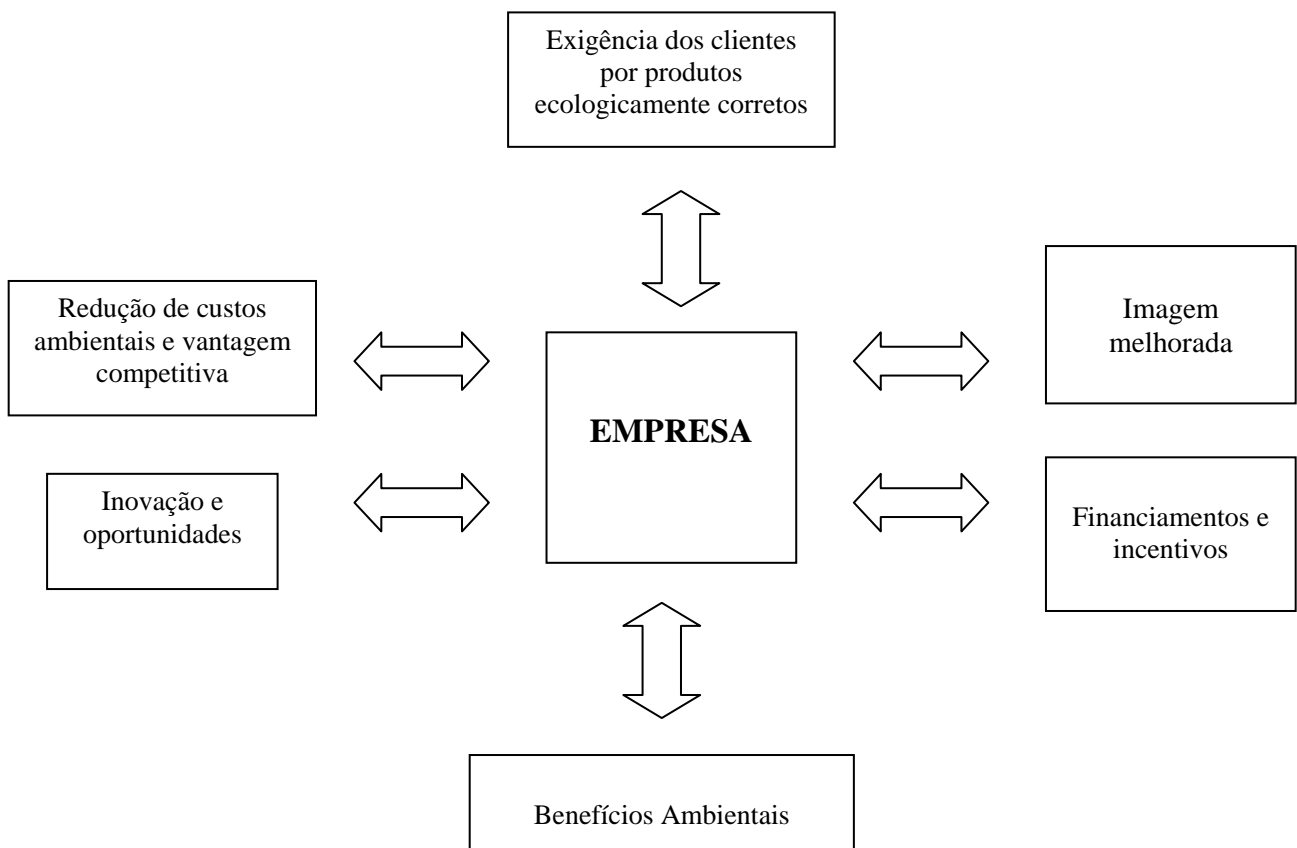 Exigência dos clientes
por produtos
ecologicamente corretos
Redução de custos
ambientais e vantagem
competitiva
Imagem
melhorada
EMPRESA
Inovação e
oportunidades
Financiamentos e
incentivos
Benefícios Ambientais